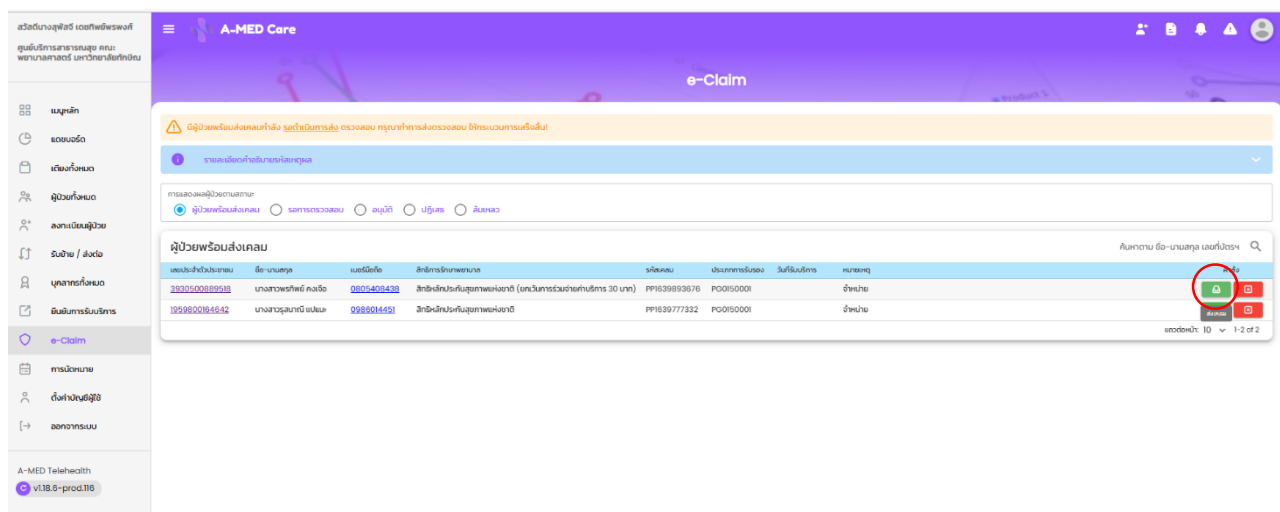 สวัสดีนางสุพัสจี เดชทิพย์พรพงศ์
ศูนย์บริการสาธารณสุข คณะ
พยาบาลศาสตร์ มหาวิทยาลัยทักษิณ
A-MED Care
e-Claim
เมนูหลัก
แดชบอร์ด
เตียงทั้งหมด
ผู้ป่วยทั้งหมด
ลงทะเบียนผู้ป่วย
รับย้าย / ส่งต่อ
บุคลากรทั้งหมด
ยืนยันการรับบริการ
e-Claim
การนัดหมาย
ตั้งค่าบัญชีผู้ใช้
ออกจากระบบ
A-MED Telehealth
v1.18.6-prod.116
มีผู้ป่วยพร้อมส่งเคลมกำลัง รอดำเนินการส่ง ตรวจสอบ กรุณาทำการส่งตรวจสอบ ให้กระบวนการเสร็จสิ้น!
รายละเอียดคำอธิบายรหัสเหตุผล
การแสดงผลผู้ป่วยตามสถานะ
ผู้ป่วยพร้อมส่งเคลม รอการตรวจสอบ อนุมัติ ปฏิเสธ ล้มเหลว
ผู้ป่วยพร้อมส่งเคลม
ค้นหาตาม ชื่อ-นามสกุล เลขที่บัตรฯ
เลขประจำตัวประชาชน ชื่อ-นามสกุล เบอร์มือถือ สิทธิการรักษาพยาบาล รหัสเคลม ประเภทการรับรอง วันที่รับบริการ หมายเหตุ คำสั่ง
3930500889518 นางสาวพรทิพย์ คงเจือ 0805408438 สิทธิหลักประกันสุขภาพแห่งชาติ (ยกเว้นการร่วมจ่ายค่าบริการ 30 บาท) PP1639893676 PG0150001 จำหน่าย
1959800164642 นางสาวรุสนานี 0986014451 สิทธิหลักประกันสุขภาพแห่งชาติ PP1639777332 PG0150001 จำหน่าย
ส่งเคลม
แถวต่อหน้า: 10 1-2 of 2